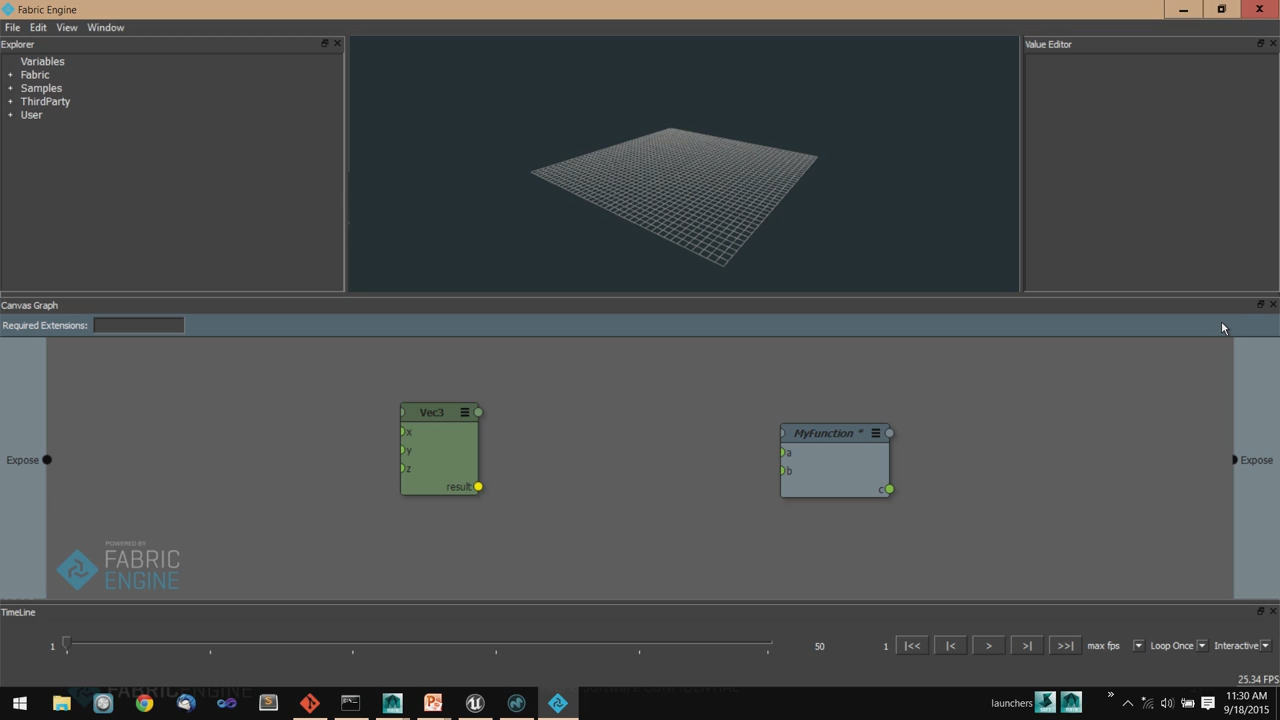 Fabric Engine
File Edit View Window
Explorer
Variables
+ Fabric
+ Samples
+ ThirdParty
+ User
Value Editor
Canvas Graph
Required Extensions:
Expose
Vec3
x
y
z
result
MyFunction *
a
b
c
Expose
POWERED BY
FABRIC
ENGINE
TimeLine
1
50
1 |<< |< > >| >>| max fps Loop Once Interactive
25.34 FPS
launchers
11:30 AM
9/18/2015